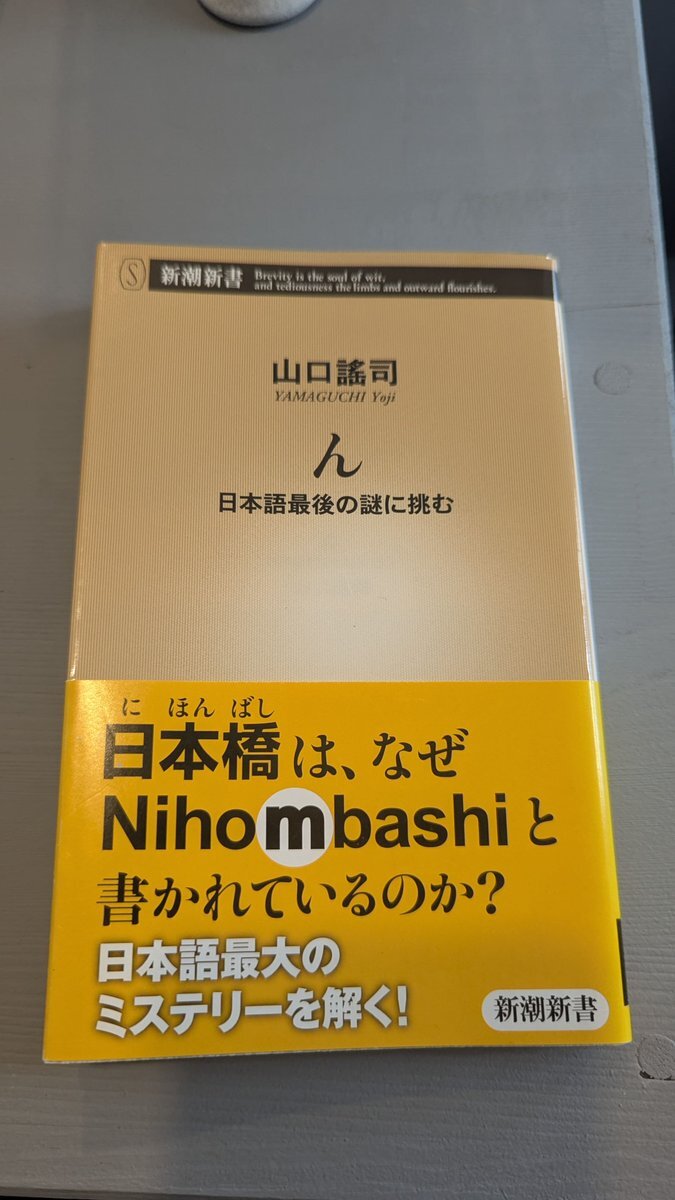 S 新潮新書 Brevity is the soul of wit,
and tediousness the limbs and outward flourishes.
山口謠司
YAMAGUCHI Yoji
ん
日本語最後の謎に挑む
に ほん ばし
日本橋は、なぜ
Nihombashiと
書かれているのか?
日本語最大の
ミステリーを解く!
新潮新書